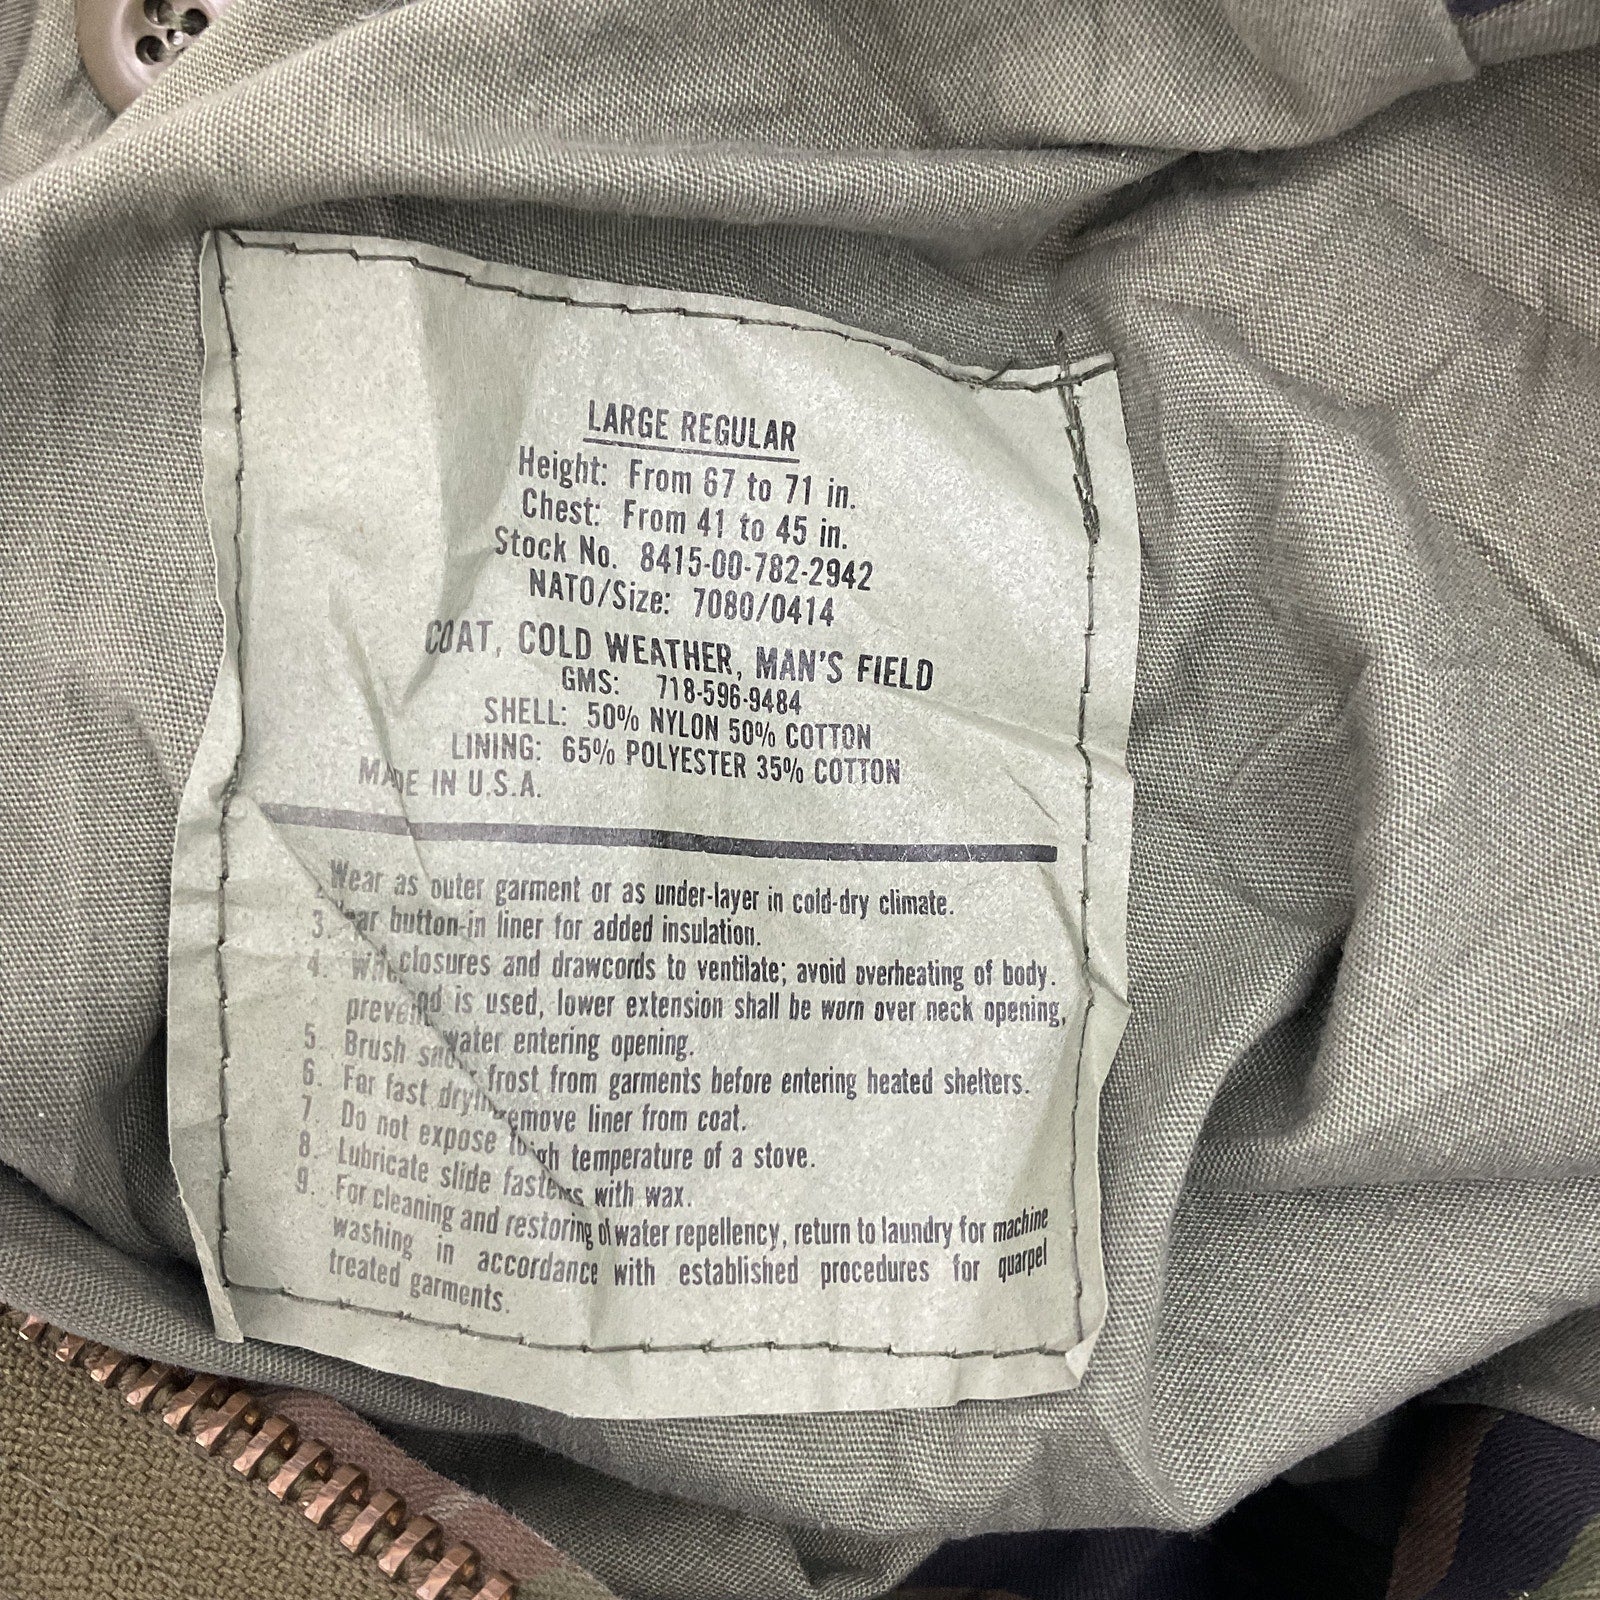 LARGE REGULAR
Height: From 67 to 71 in.
Chest: From 41 to 45 in.
Stock No. 8415-00-782-2942
NATO/Size: 7080/0414
COAT, COLD WEATHER, MAN'S FIELD
GMS: 718-596-9484
SHELL: 50% NYLON 50% COTTON
LINING: 65% POLYESTER 35% COTTON
MADE IN U.S.A.
Wear as outer garment or as under-layer in cold-dry climate.
3. button-in liner for added insulation.
4. closures and drawcords to ventilate; avoid overheating of body.
is used, lower extension shall be worn over neck opening,
water entering opening.
5. Brush frost from garments before entering heated shelters.
6. For fast remove liner from coat.
7. Do not expose high temperature of a stove.
8. Lubricate slide fasteners with wax.
9. For cleaning and restoring of water repellency, return to laundry for machine
washing in accordance with established procedures for quarpel
treated garments.